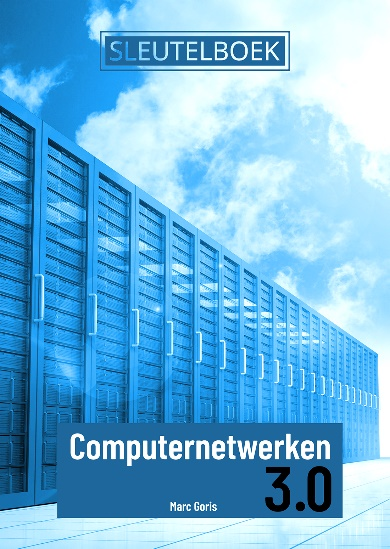 SLEUTELBOEK
Computernetwerken
3.0
Marc Goris